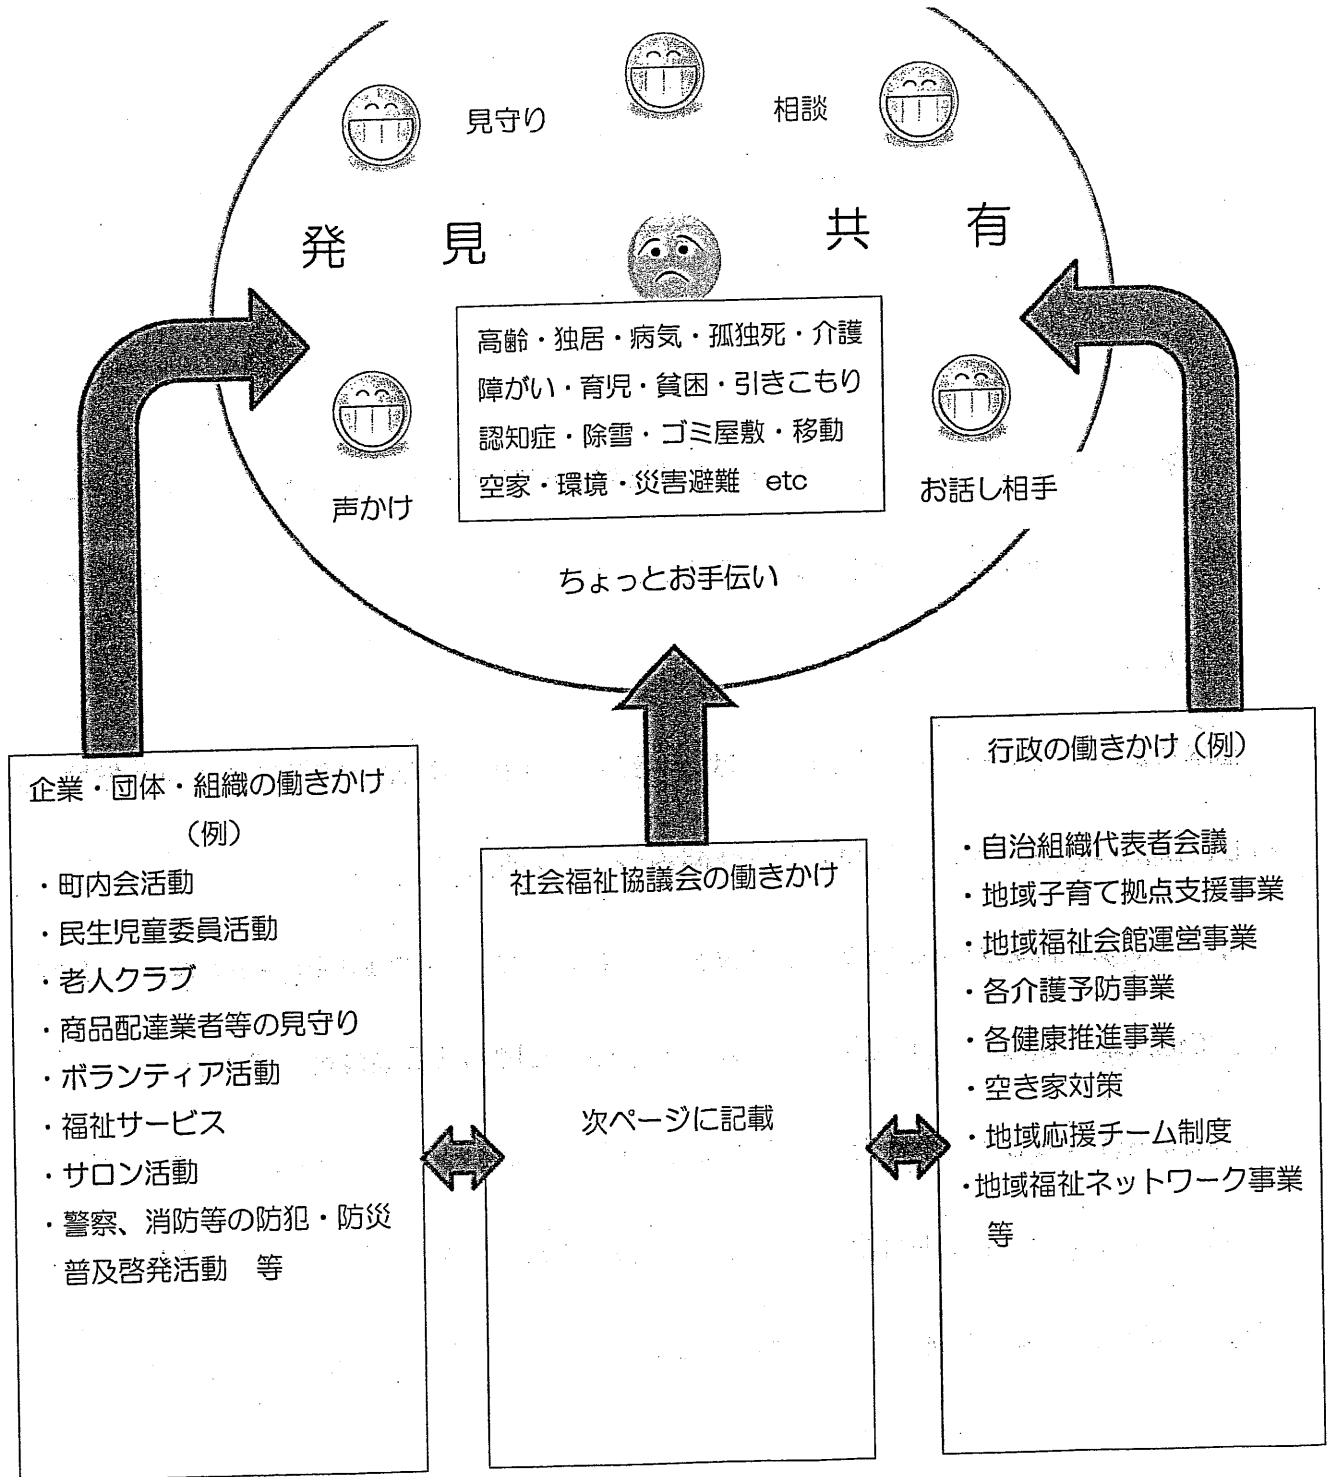 見守り
相談
発見
共有
高齢・独居・病気・孤独死・介護
障がい・育児・貧困・引きこもり
認知症・除雪・ゴミ屋敷・移動
空家・環境・災害避難 etc
声かけ
お話し相手
ちょっとお手伝い
企業・団体・組織の働きかけ
(例)
・町内会活動
・民生児童委員活動
・老人クラブ
・商品配達業者等の見守り
・ボランティア活動
・福祉サービス
・サロン活動
・警察、消防等の防犯・防災
普及啓発活動 等
社会福祉協議会の働きかけ
次ページに記載
行政の働きかけ(例)
・自治組織代表者会議
・地域子育て拠点支援事業
・地域福祉会館運営事業
・各介護予防事業
・各健康推進事業
・空き家対策
・地域応援チーム制度
・地域福祉ネットワーク事業
等